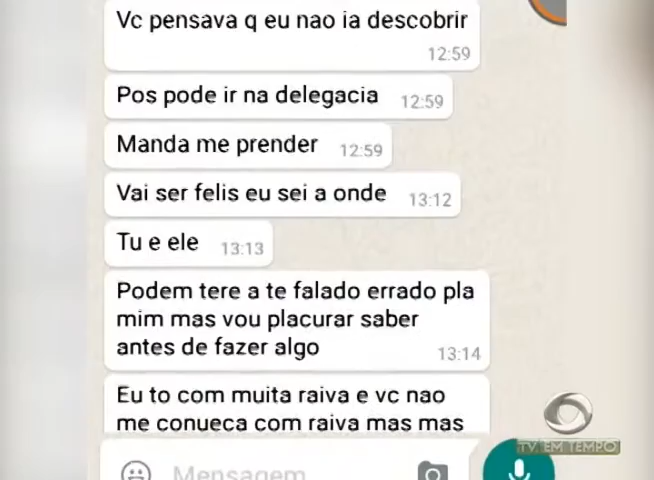 Vc pensava q eu nao ia descobrir
12:59
Pos pode ir na delegacia 12:59
Manda me prender 12:59
Vai ser felis eu sei a onde 13:12
Tu e ele 13:13
Podem tere a te falado errado pla
mim mas vou placurar saber
antes de fazer algo 13:14
Eu to com muita raiva e vc nao
me conueca com raiva mas mas
Mensagem
TV EM TEMPO